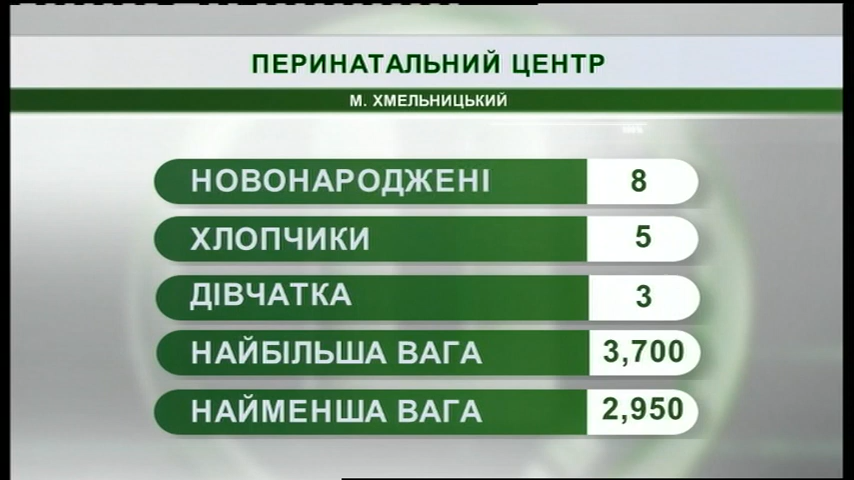 ПЕРИНАТАЛЬНИЙ ЦЕНТР
М. ХМЕЛЬНИЦЬКИЙ
НОВОНАРОДЖЕНІ 8
ХЛОПЧИКИ 5
ДІВЧАТКА 3
НАЙБІЛЬША ВАГА 3,700
НАЙМЕНША ВАГА 2,950